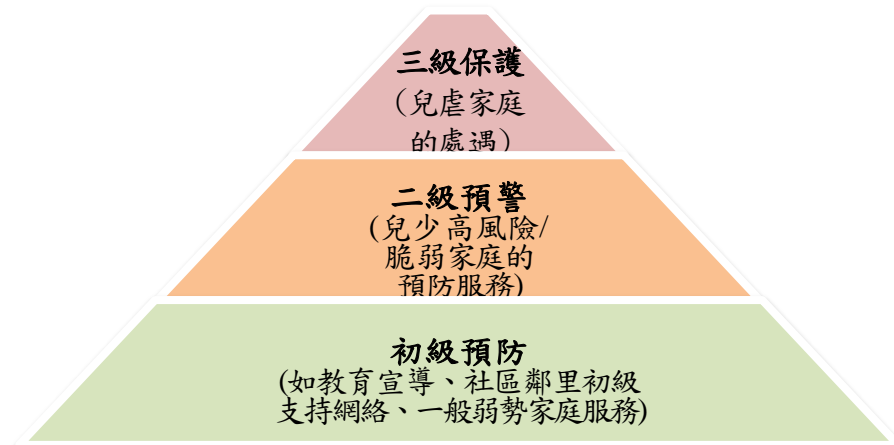 三級保護
(兒虐家庭
的處遇)
二級預警
(兒少高風險/
脆弱家庭的
預防服務)
初級預防
(如教育宣導、社區鄰里初級
支持網絡、一般弱勢家庭服務)